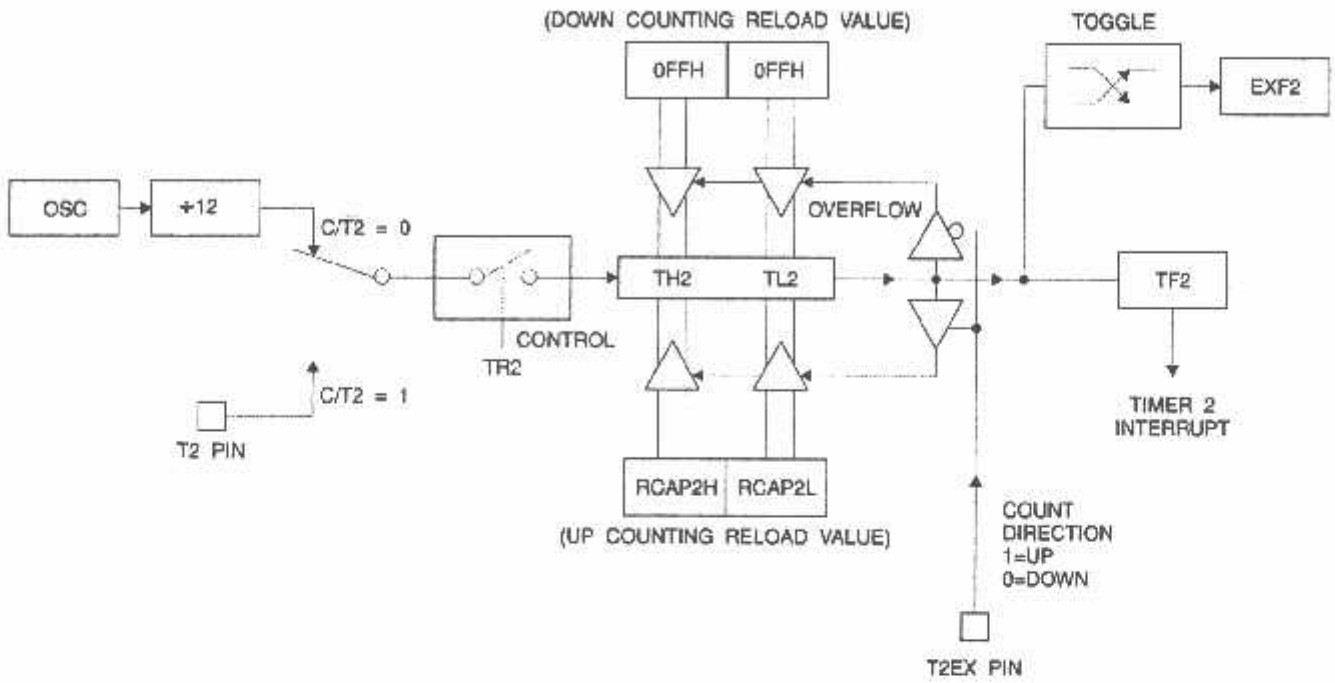 (DOWN COUNTING RELOAD VALUE)
TOGGLE
0FFH 0FFH
EXF2
OSC
÷12
C/T2 = 0
OVERFLOW
TH2 TL2
TF2
CONTROL
TR2
C/T2 = 1
T2 PIN
TIMER 2
INTERRUPT
RCAP2H RCAP2L
(UP COUNTING RELOAD VALUE)
COUNT
DIRECTION
1=UP
0=DOWN
T2EX PIN